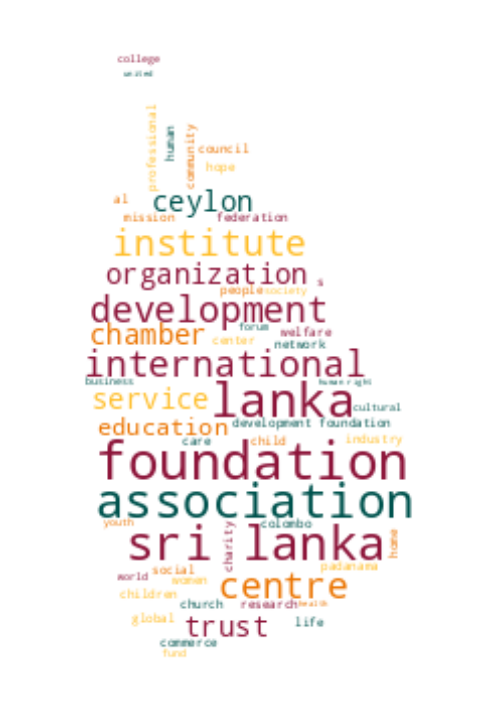 college
united
professional
human
community
council
hope
al
ceylon
mission
federation
institute
organization
s
people
society
development
chamber
forum
welfare
center
network
international
business
human right
service
lanka
cultural
education
development foundation
care
child
industry
foundation
association
youth
colombo
sri lanka
charity
home
social
padanama
world
women
centre
children
church
research
health
global
trust
life
commerce
fund